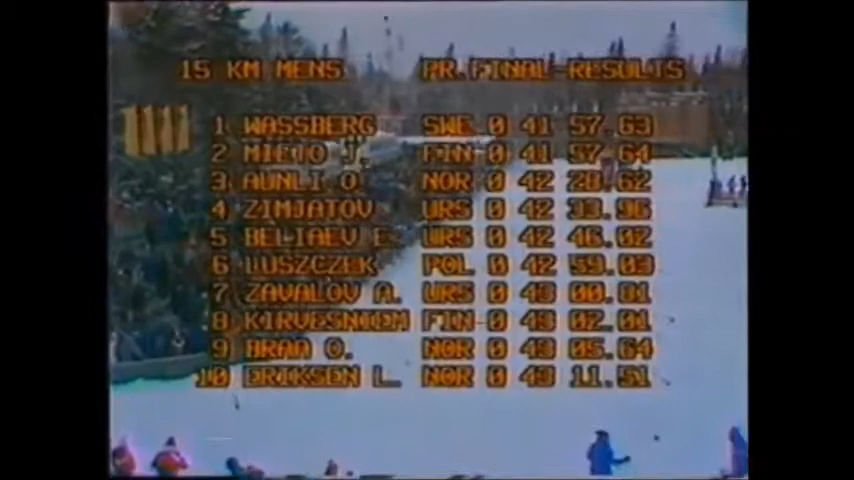 15 KM MENS PR.FINAL-RESULTS
1 WASSBERG SWE 0 41 57.63
2 MIETO J. FIN 0 41 57.64
3 AUNLI O NOR 0 42 28.62
4 ZIMJATOV URS 0 42 33.96
5 BELIAEV E. URS 0 42 46.02
6 LUSZCZEK POL 0 42 59.03
7 ZAVALOV A. URS 0 43 00.81
8 KIRVESNIEM FIN 0 43 02.01
9 BRAA O. NOR 0 43 05.64
10 ERIKSEN L. NOR 0 43 11.51